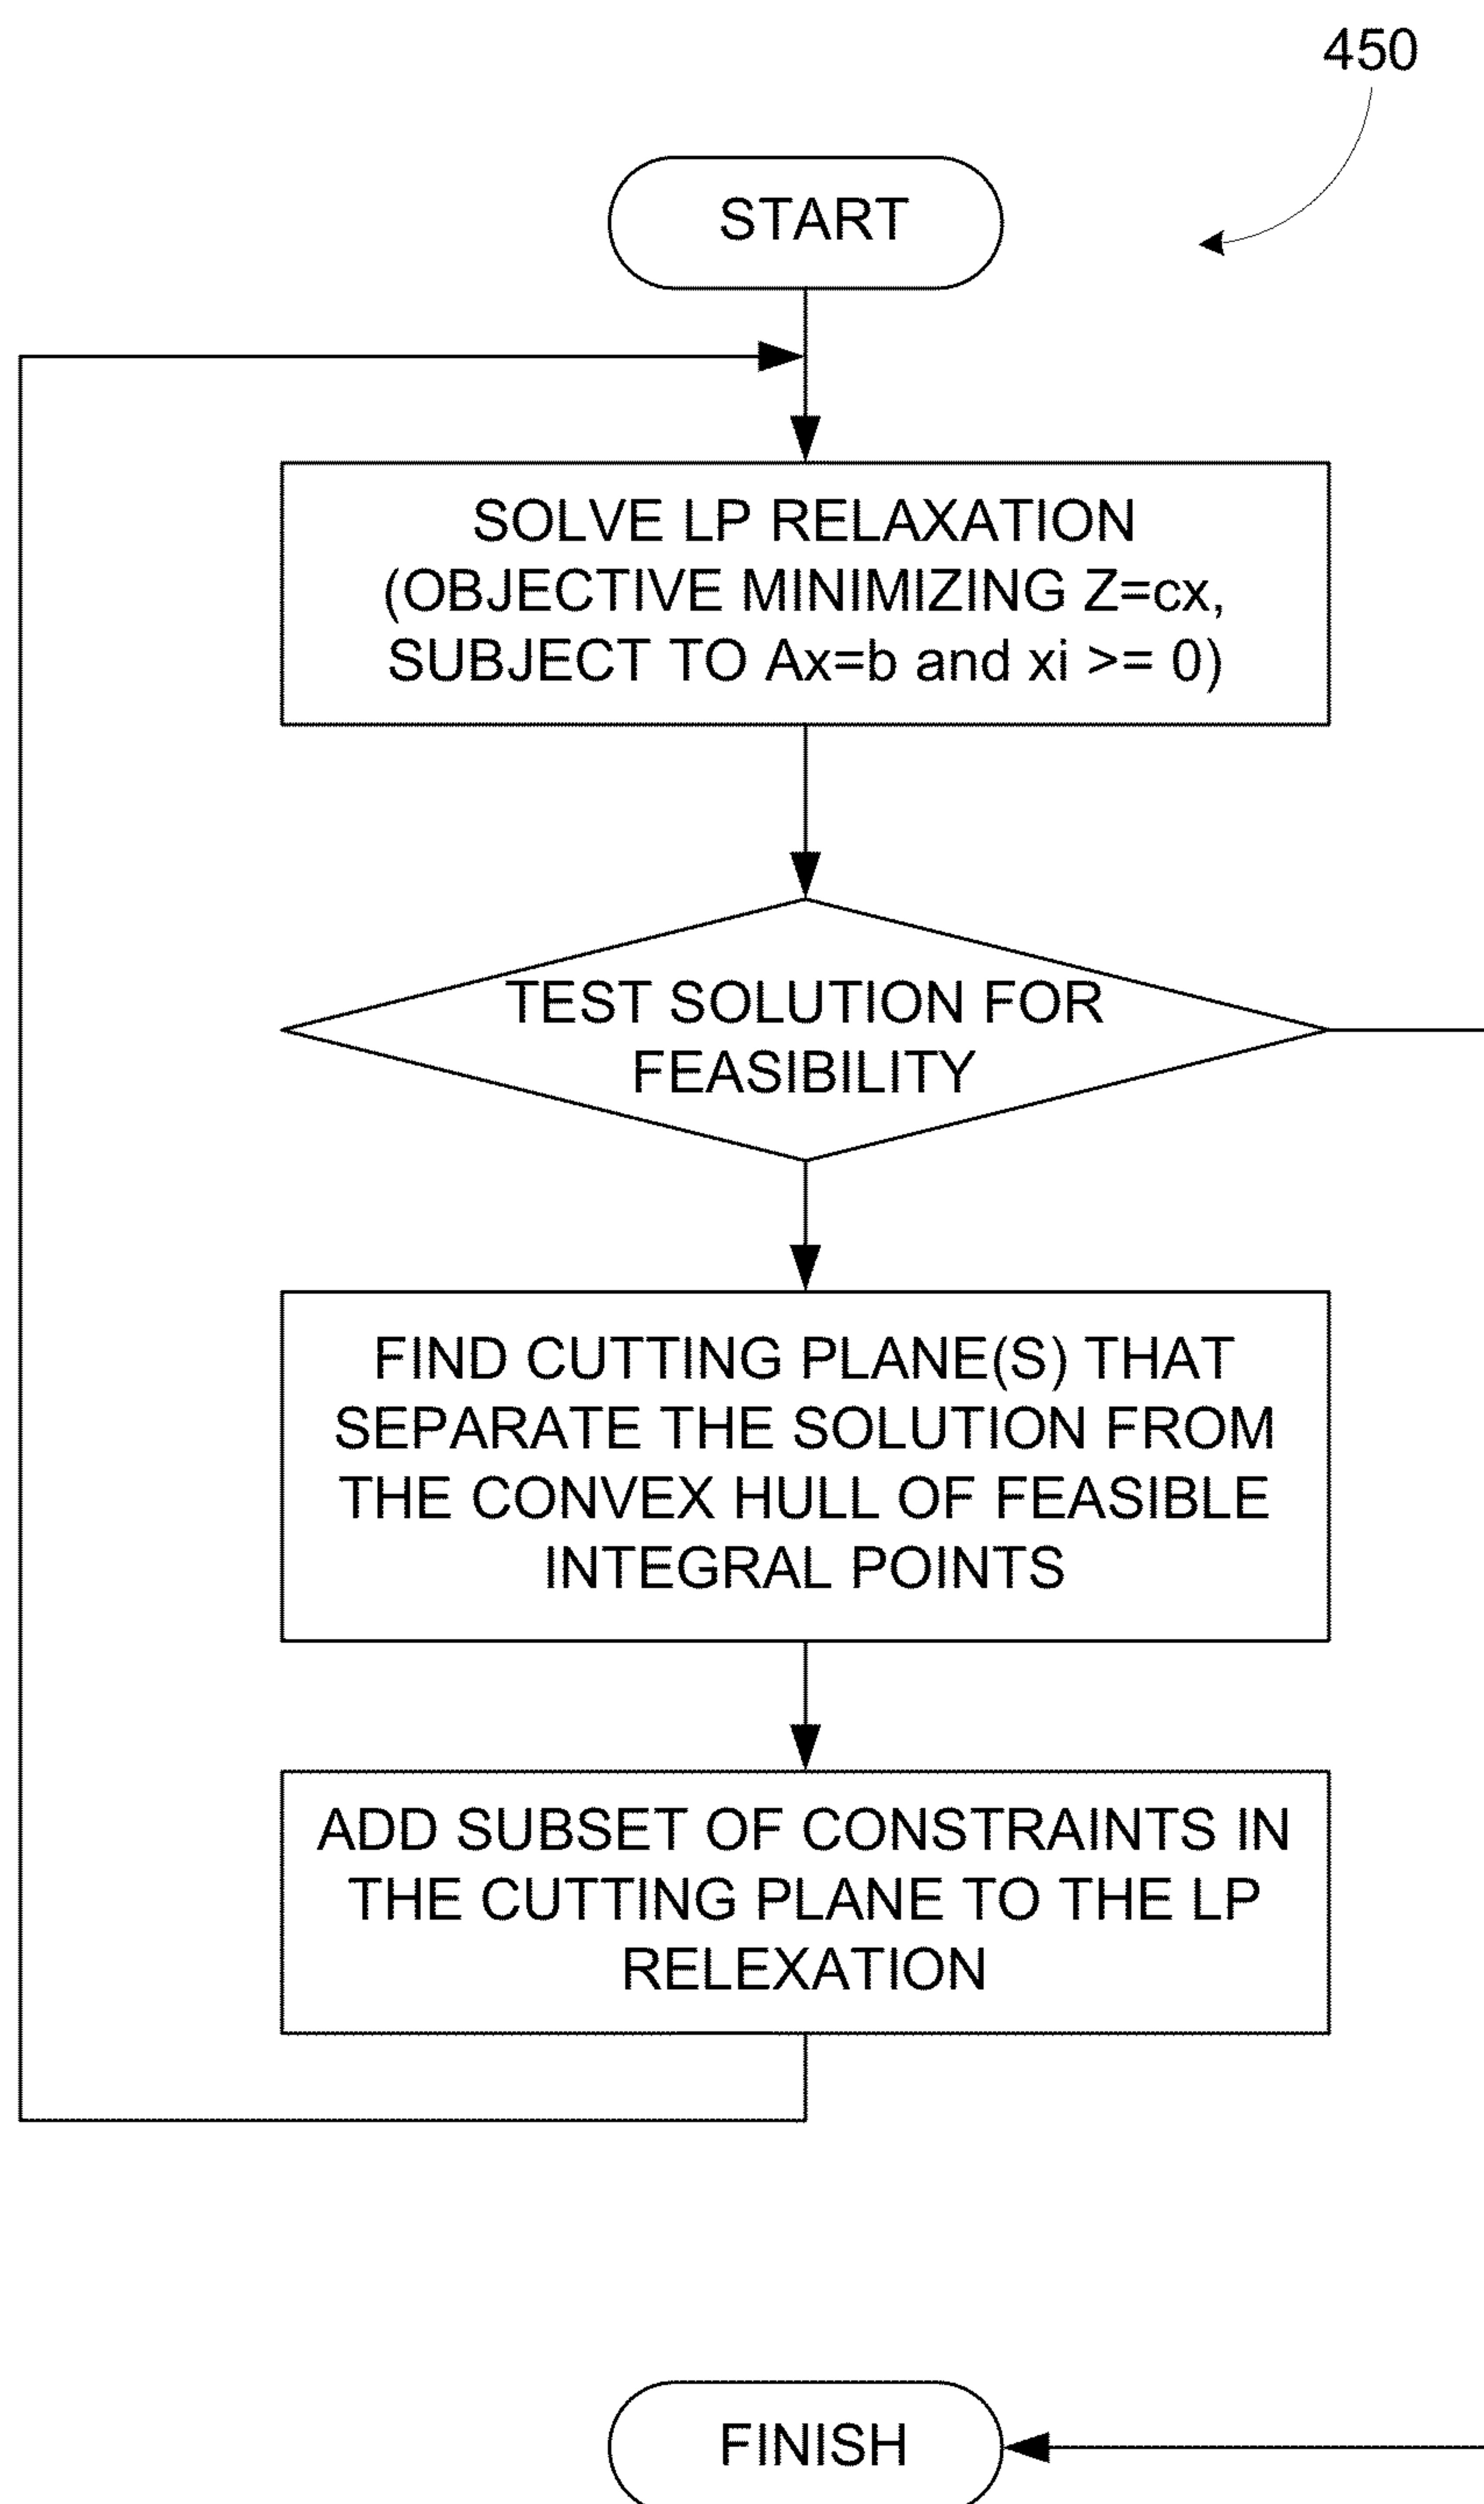 450
START
SOLVE LP RELAXATION
(OBJECTIVE MINIMIZING Z=cx,
SUBJECT TO Ax=b and xi >= 0)
TEST SOLUTION FOR
FEASIBILITY
FIND CUTTING PLANE(S) THAT
SEPARATE THE SOLUTION FROM
THE CONVEX HULL OF FEASIBLE
INTEGRAL POINTS
ADD SUBSET OF CONSTRAINTS IN
THE CUTTING PLANE TO THE LP
RELEXATION
FINISH